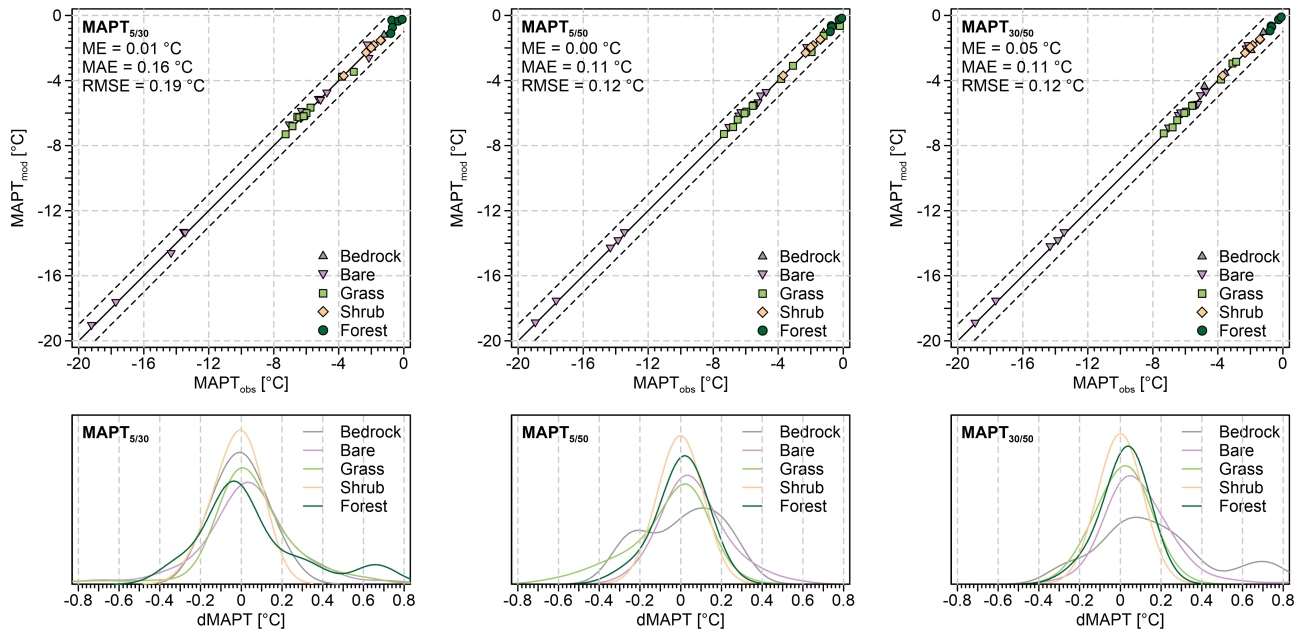 MAPT5/30
ME = 0.01 °C
MAE = 0.16 °C
RMSE = 0.19 °C
0
-4
-8
-12
-16
-20
MAPTmod [°C]
Bedrock
Bare
Grass
Shrub
Forest
-20 -16 -12 -8 -4 0
MAPTobs [°C]
MAPT5/50
ME = 0.00 °C
MAE = 0.11 °C
RMSE = 0.12 °C
0
-4
-8
-12
-16
-20
MAPTmod [°C]
Bedrock
Bare
Grass
Shrub
Forest
-20 -16 -12 -8 -4 0
MAPTobs [°C]
MAPT30/50
ME = 0.05 °C
MAE = 0.11 °C
RMSE = 0.12 °C
0
-4
-8
-12
-16
-20
MAPTmod [°C]
Bedrock
Bare
Grass
Shrub
Forest
-20 -16 -12 -8 -4 0
MAPTobs [°C]
MAPT5/30
Bedrock
Bare
Grass
Shrub
Forest
-0.8 -0.6 -0.4 -0.2 0 0.2 0.4 0.6 0.8
dMAPT [°C]
MAPT5/50
Bedrock
Bare
Grass
Shrub
Forest
-0.8 -0.6 -0.4 -0.2 0 0.2 0.4 0.6 0.8
dMAPT [°C]
MAPT30/50
Bedrock
Bare
Grass
Shrub
Forest
-0.8 -0.6 -0.4 -0.2 0 0.2 0.4 0.6 0.8
dMAPT [°C]